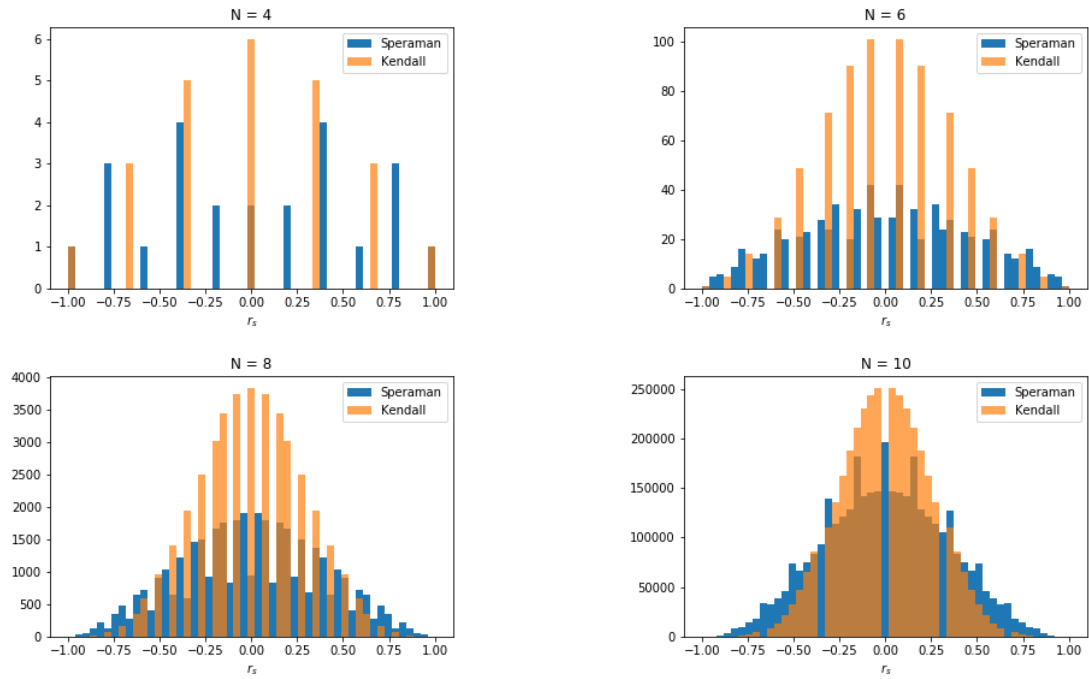 N = 4
6
5
4
3
2
1
0
Speraman
Kendall
−1.00 −0.75 −0.50 −0.25 0.00 0.25 0.50 0.75 1.00
r_s
N = 6
100
80
60
40
20
0
Speraman
Kendall
−1.00 −0.75 −0.50 −0.25 0.00 0.25 0.50 0.75 1.00
r_s
N = 8
4000
3500
3000
2500
2000
1500
1000
500
0
Speraman
Kendall
−1.00 −0.75 −0.50 −0.25 0.00 0.25 0.50 0.75 1.00
r_s
N = 10
250000
200000
150000
100000
50000
0
Speraman
Kendall
−1.00 −0.75 −0.50 −0.25 0.00 0.25 0.50 0.75 1.00
r_s